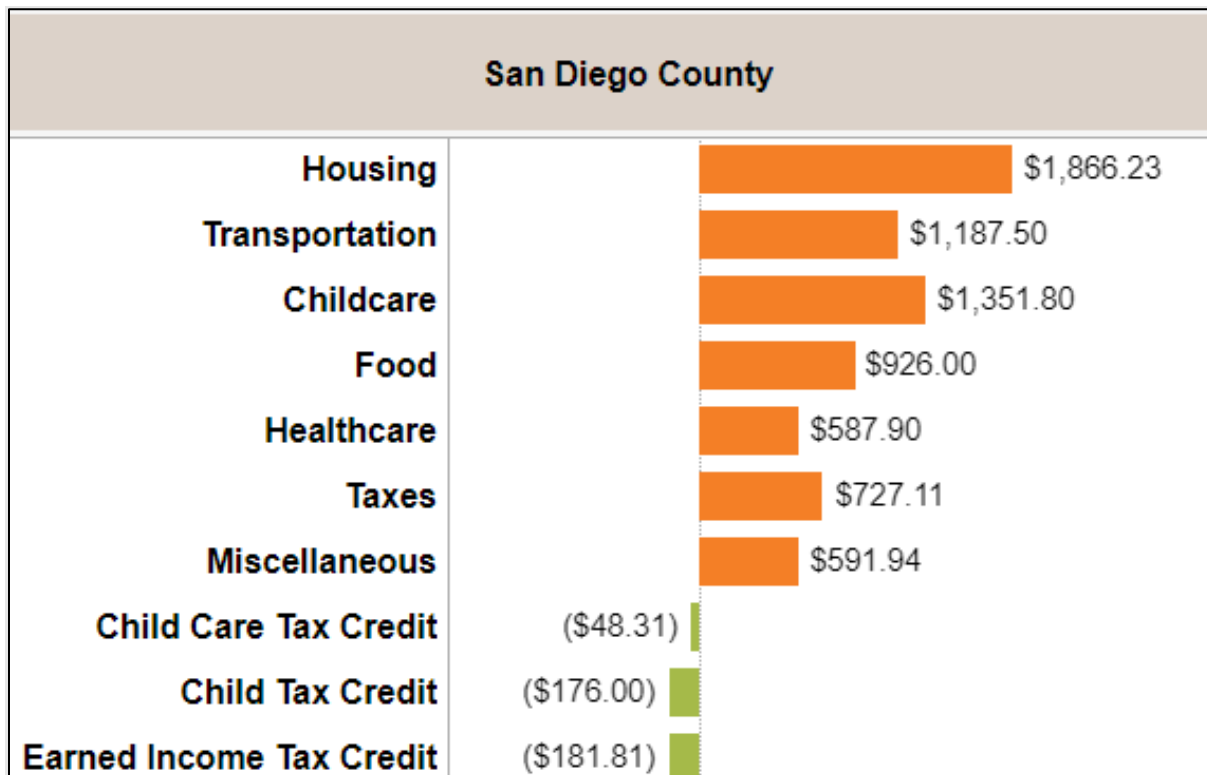 San Diego County
Housing $1,866.23
Transportation $1,187.50
Childcare $1,351.80
Food $926.00
Healthcare $587.90
Taxes $727.11
Miscellaneous $591.94
Child Care Tax Credit ($48.31)
Child Tax Credit ($176.00)
Earned Income Tax Credit ($181.81)